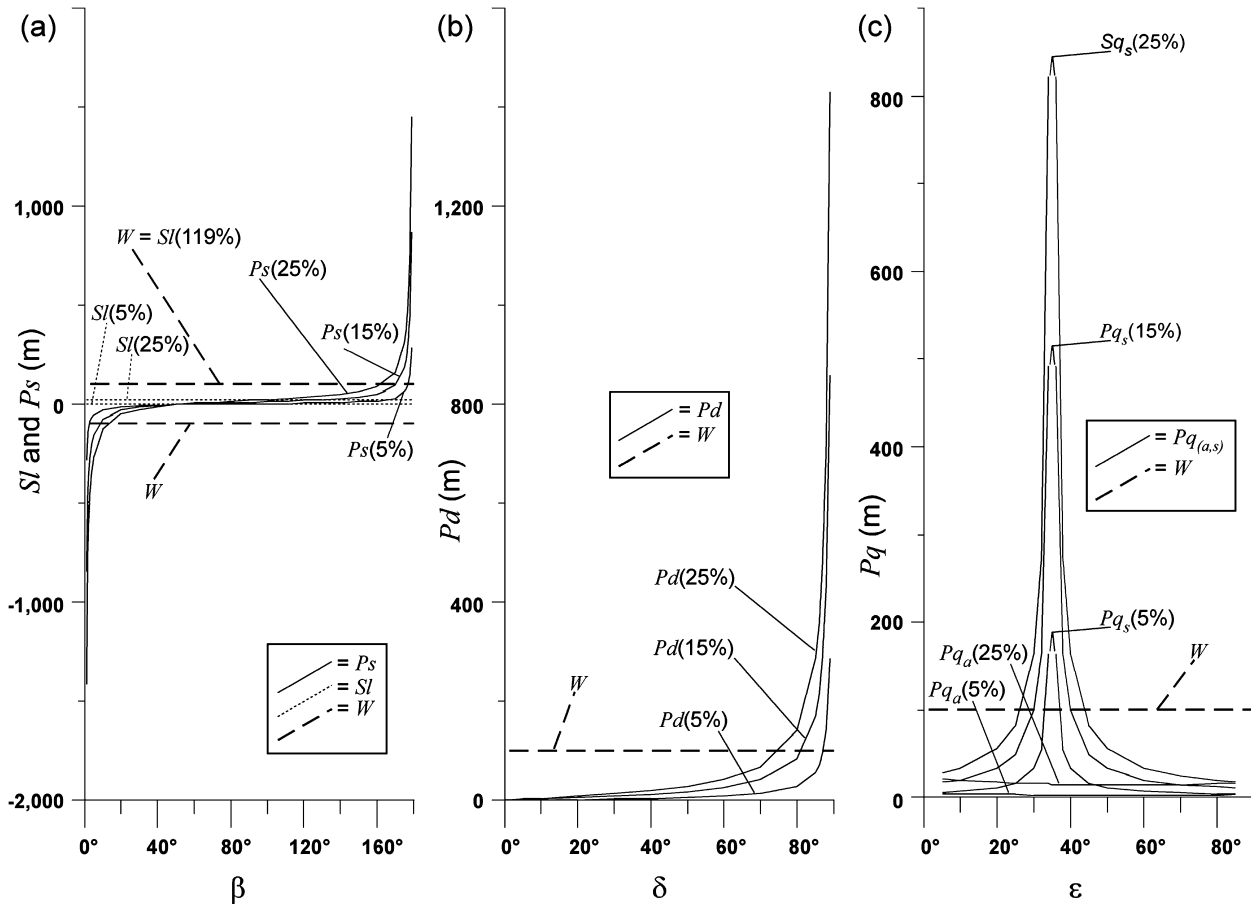 (a)
Sl and Ps (m)
1,000
0
-1,000
-2,000
W = Sl(119%)
Ps(25%)
Sl(5%)
Sl(25%)
Ps(15%)
Ps(5%)
W
= Ps
= Sl
= W
0°
40°
80°
120°
160°
β
(b)
Pd (m)
1,200
800
400
0
= Pd
= W
Pd(25%)
Pd(15%)
W
Pd(5%)
0°
20°
40°
60°
80°
δ
(c)
Pq (m)
800
600
400
200
0
Sqs(25%)
Pqs(15%)
= Pq(a,s)
= W
Pqs(5%)
Pqa(25%)
W
Pqa(5%)
0°
20°
40°
60°
80°
ε